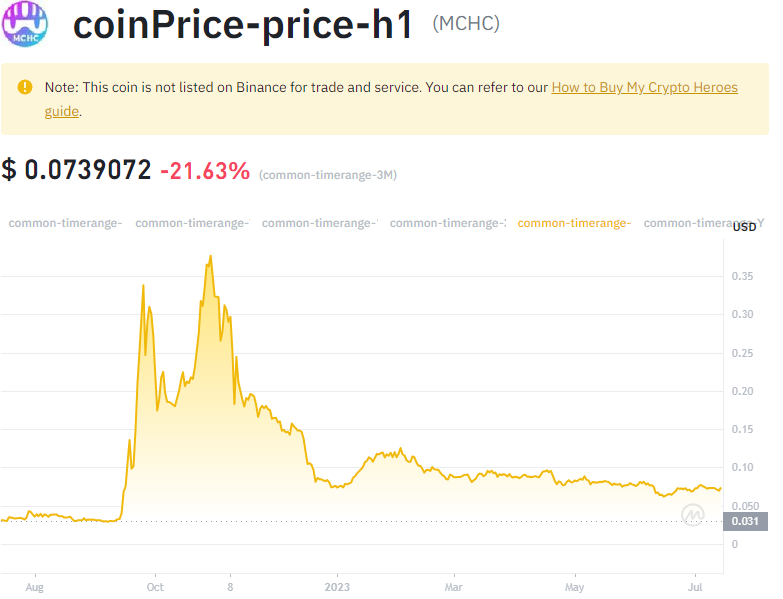 MCHC
coinPrice-price-h1 (MCHC)
Note: This coin is not listed on Binance for trade and service. You can refer to our How to Buy My Crypto Heroes
guide.
$ 0.0739072 -21.63% (common-timerange-3M)
common-timerange- common-timerange- common-timerange- common-timerange- common-timerange- common-timerange-Y
USD
0.35
0.30
0.25
0.20
0.15
0.10
0.050
0.031
0
Aug Oct 8 2023 Mar May Jul